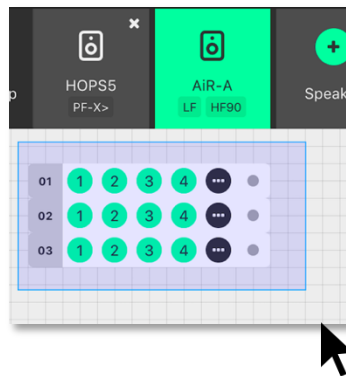 HOPS5 AiR-A
p PF-X> LF HF90 Speak
01 1 2 3 4
02 1 2 3 4
03 1 2 3 4